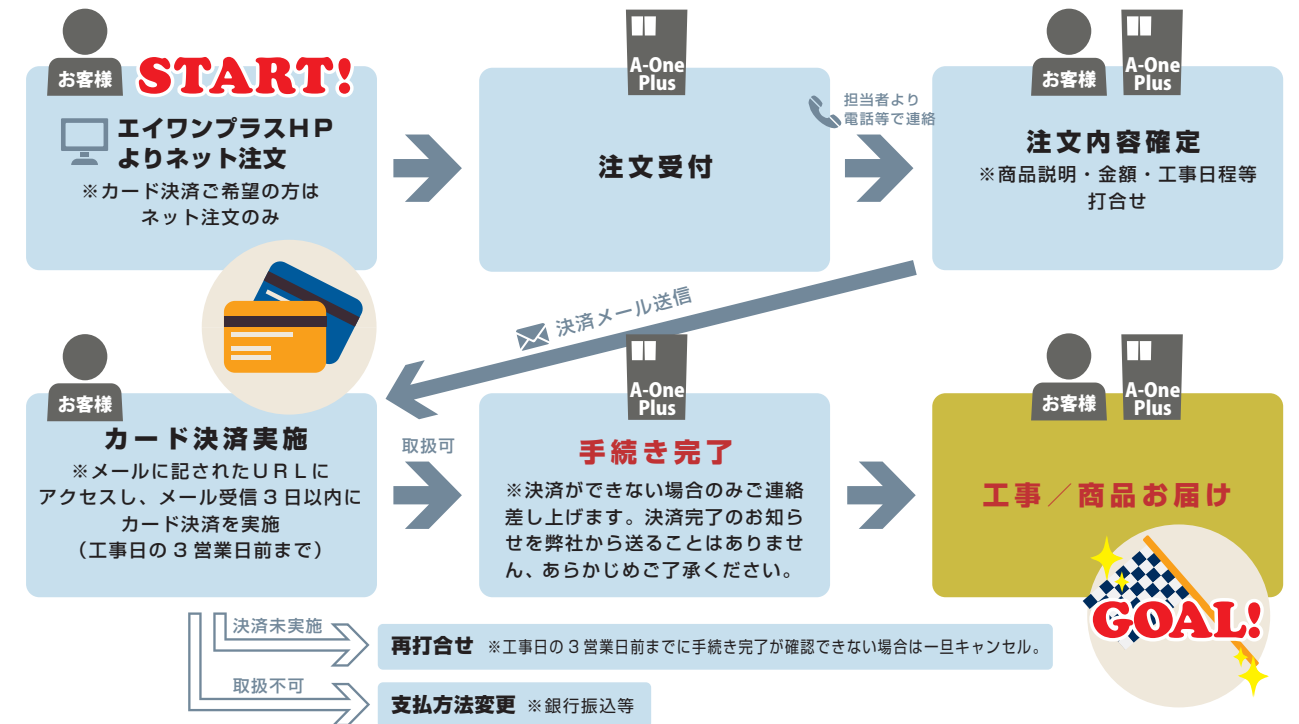 お客様
START!
エイワンプラスHP
よりネット注文
※カード決済ご希望の方は
ネット注文のみ
A-One
Plus
注文受付
担当者より
電話等で連絡
お客様
A-One
Plus
注文内容確定
※商品説明・金額・工事日程等
打合せ
決済メール送信
お客様
カード決済実施
※メールに記されたURLに
アクセスし、メール受信3日以内に
カード決済を実施
（工事日の3営業日前まで）
取扱可
A-One
Plus
手続き完了
※決済ができない場合のみご連絡
差し上げます。決済完了のお知ら
せを弊社から送ることはありませ
ん、あらかじめご了承ください。
お客様
A-One
Plus
工事／商品お届け
GOAL!
決済未実施
再打合せ ※工事日の3営業日前までに手続き完了が確認できない場合は一旦キャンセル。
取扱不可
支払方法変更 ※銀行振込等